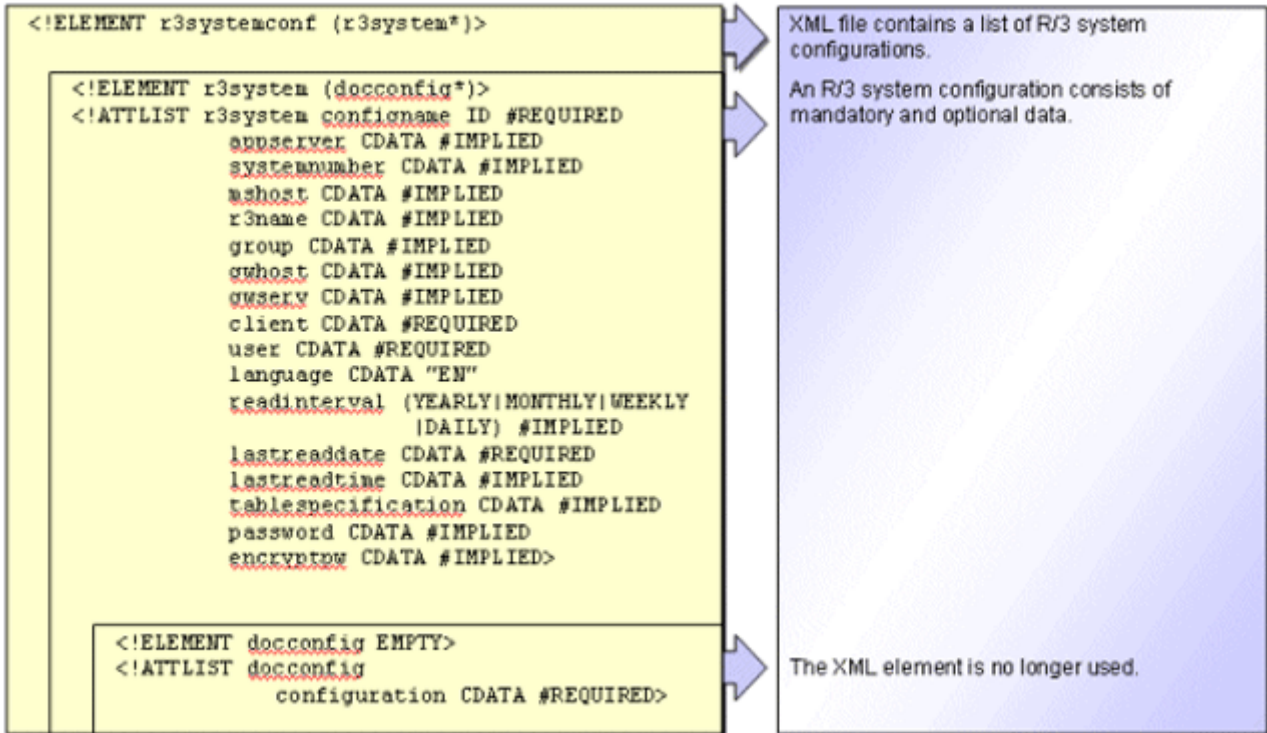 <!ELEMENT r3systemconf (r3system*)>
<!ELEMENT r3system (docconfig*)>
<!ATTLIST r3system configname ID #REQUIRED
appserver CDATA #IMPLIED
systemnumber CDATA #IMPLIED
mshost CDATA #IMPLIED
r3name CDATA #IMPLIED
group CDATA #IMPLIED
gwhost CDATA #IMPLIED
gwserv CDATA #IMPLIED
client CDATA #REQUIRED
user CDATA #REQUIRED
language CDATA "EN"
readinterval (YEARLY|MONTHLY|WEEKLY
|DAILY) #IMPLIED
lastreaddate CDATA #REQUIRED
lastreadtime CDATA #IMPLIED
tablespecification CDATA #IMPLIED
password CDATA #IMPLIED
encryptpw CDATA #IMPLIED>
<!ELEMENT docconfig EMPTY>
<!ATTLIST docconfig
configuration CDATA #REQUIRED>
XML file contains a list of R/3 system
configurations.
An R/3 system configuration consists of
mandatory and optional data.
The XML element is no longer used.